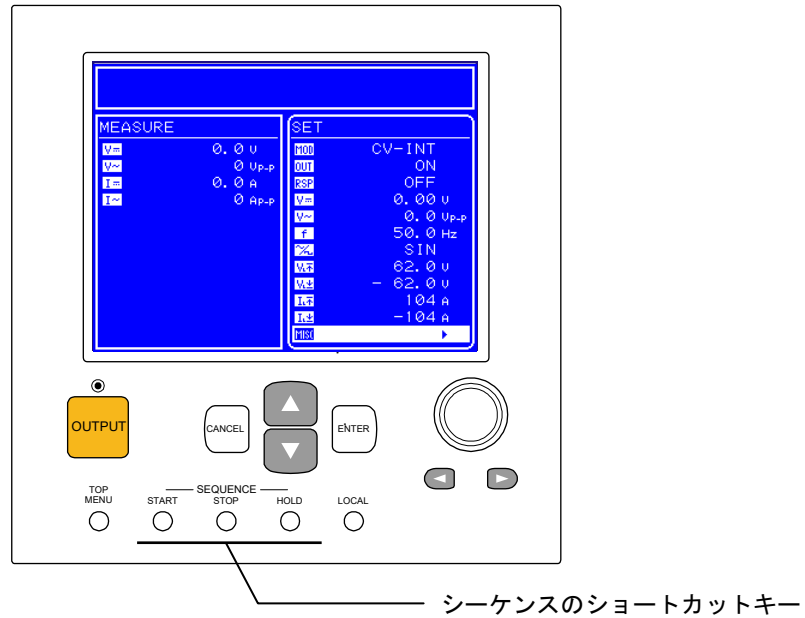 MEASURE
V⎓ 0.0 V
V~ 0 VP-P
I⎓ 0.0 A
I~ 0 AP-P
SET
MOD CV-INT
OUT ON
RSP OFF
V⎓ 0.00 V
V~ 0.0 VP-P
f 50.0 Hz
SIN
62.0 V
- 62.0 V
104 A
-104 A
MISC
OUTPUT
CANCEL
ENTER
TOP
MENU
SEQUENCE
START
STOP
HOLD
LOCAL
シーケンスのショートカットキー